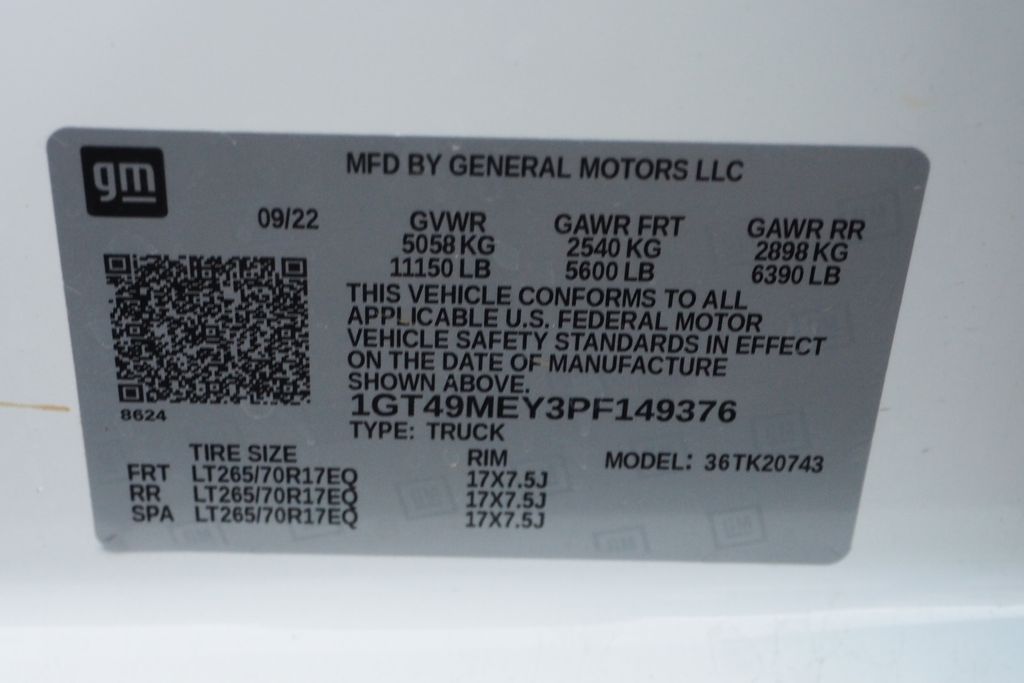 gm
MFD BY GENERAL MOTORS LLC
09/22 GVWR GAWR FRT GAWR RR
5058 KG 2540 KG 2898 KG
11150 LB 5600 LB 6390 LB
THIS VEHICLE CONFORMS TO ALL
APPLICABLE U.S. FEDERAL MOTOR
VEHICLE SAFETY STANDARDS IN EFFECT
ON THE DATE OF MANUFACTURE
SHOWN ABOVE.
8624
1GT49MEY3PF149376
TYPE: TRUCK
TIRE SIZE RIM MODEL: 36TK20743
FRT LT265/70R17EQ 17X7.5J
RR LT265/70R17EQ 17X7.5J
SPA LT265/70R17EQ 17X7.5J